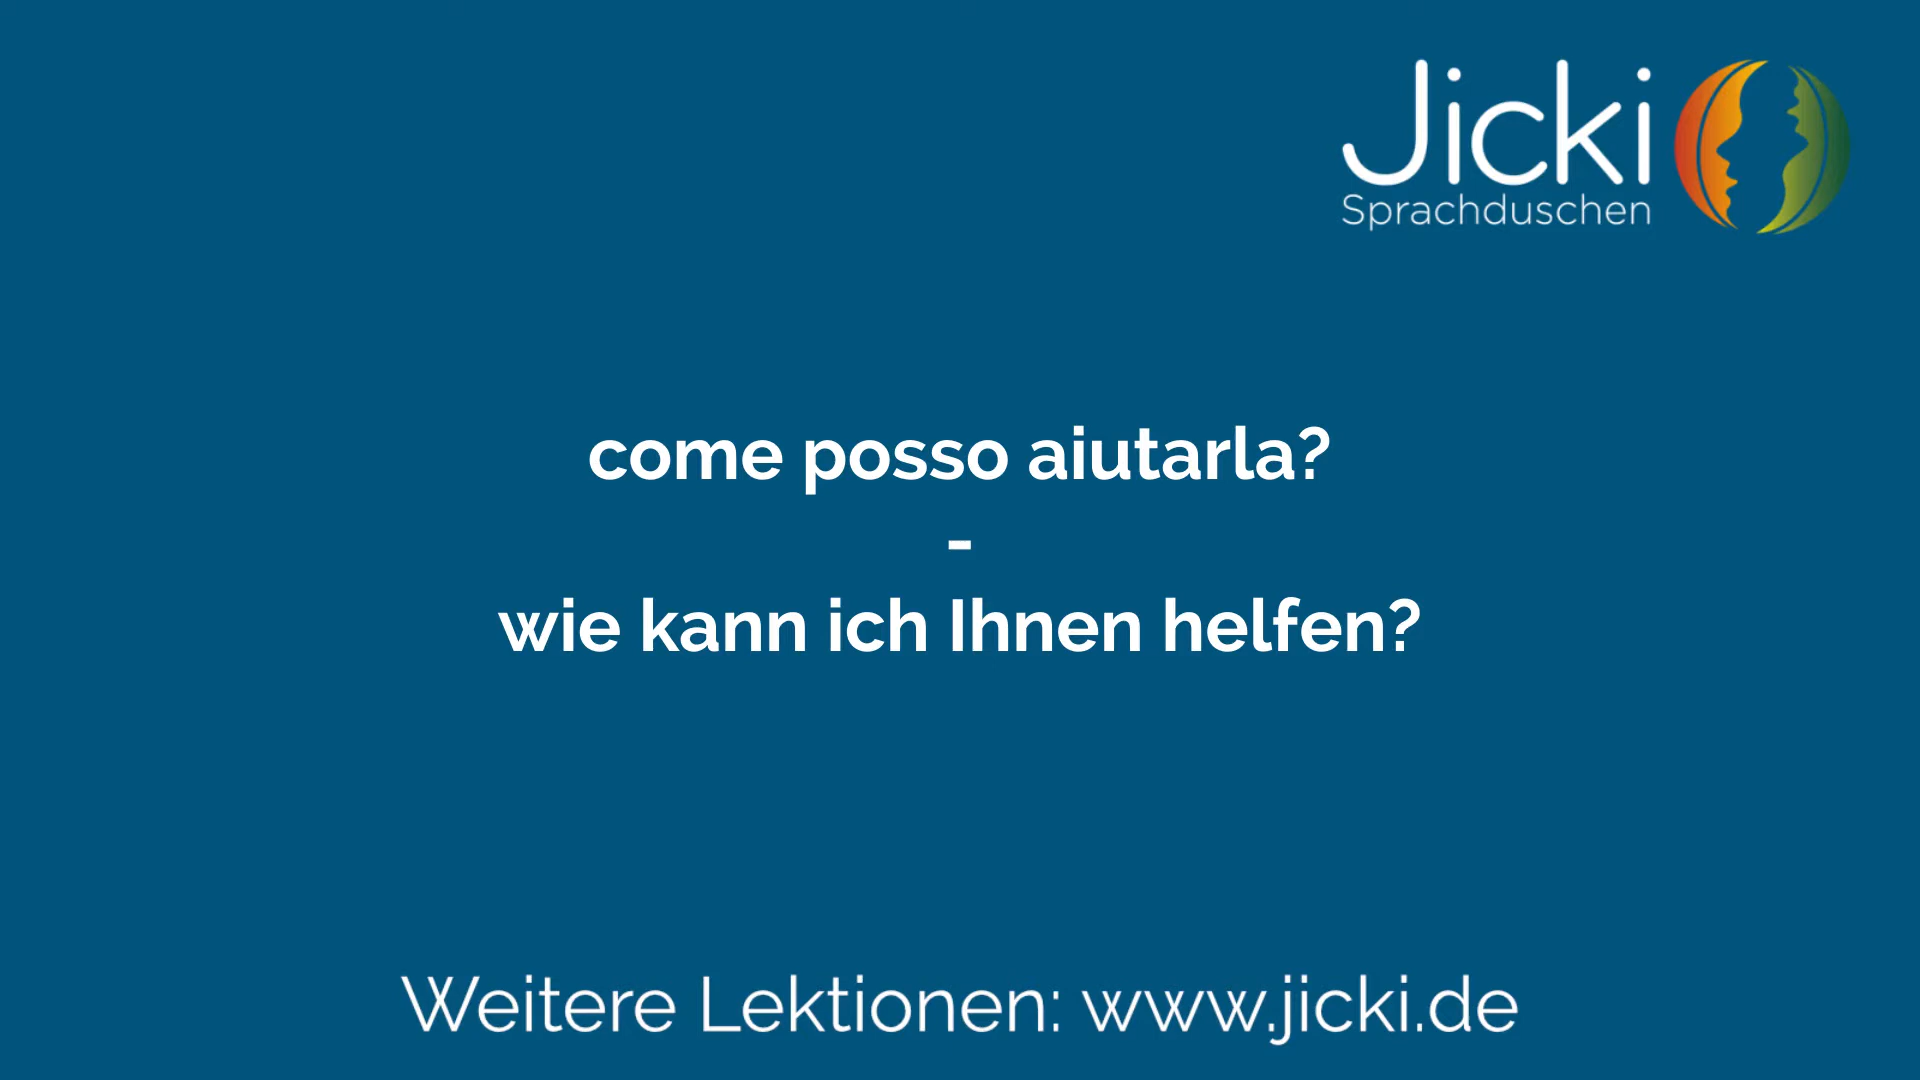 Jicki
Sprachduschen
come posso aiutarla?
-
wie kann ich Ihnen helfen?
Weitere Lektionen: www.jicki.de